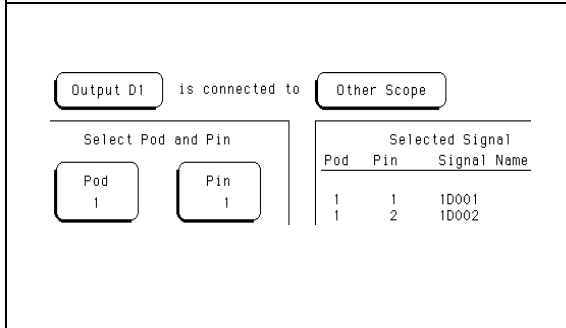 Output D1 is connected to Other Scope
Select Pod and Pin
Selected Signal
Pod Pin Signal Name
Pod
1
Pin
1
1 1 1D001
1 2 1D002